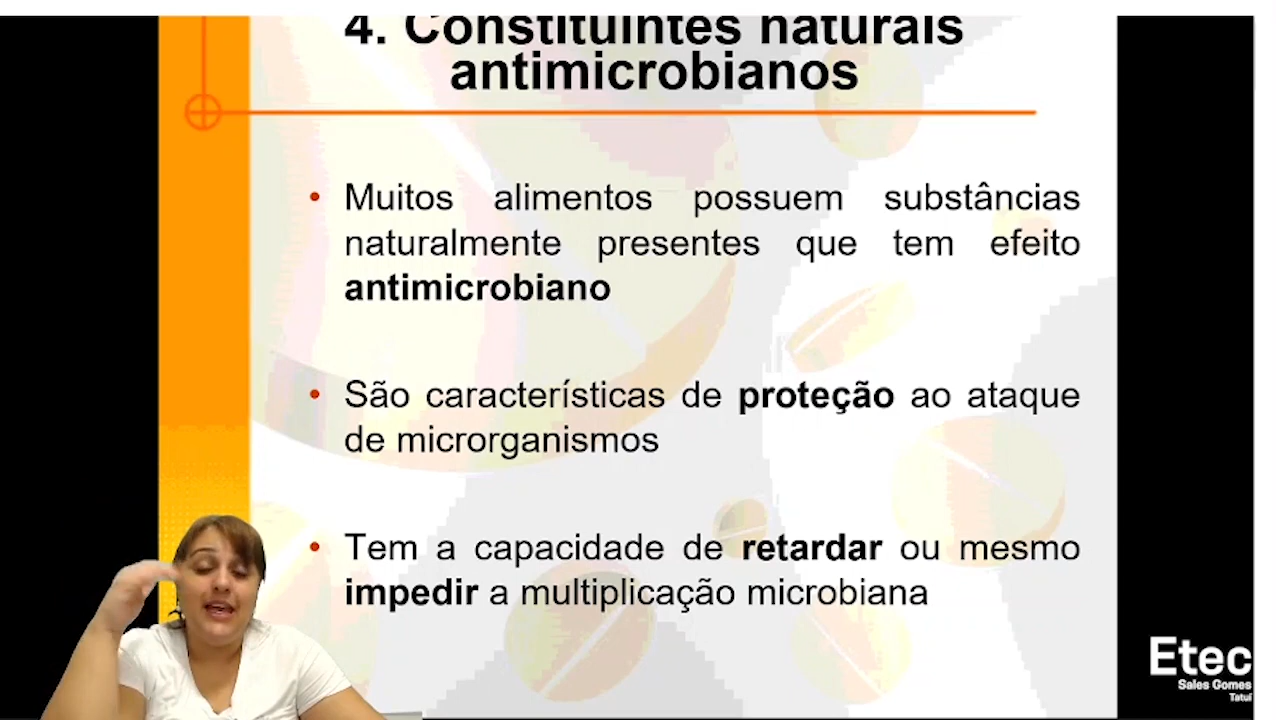 4. Constituintes naturais
antimicrobianos
• Muitos alimentos possuem substâncias
naturalmente presentes que tem efeito
antimicrobiano
• São características de proteção ao ataque
de microrganismos
• Tem a capacidade de retardar ou mesmo
impedir a multiplicação microbiana
Etec
Sales Gomes
Tatuí